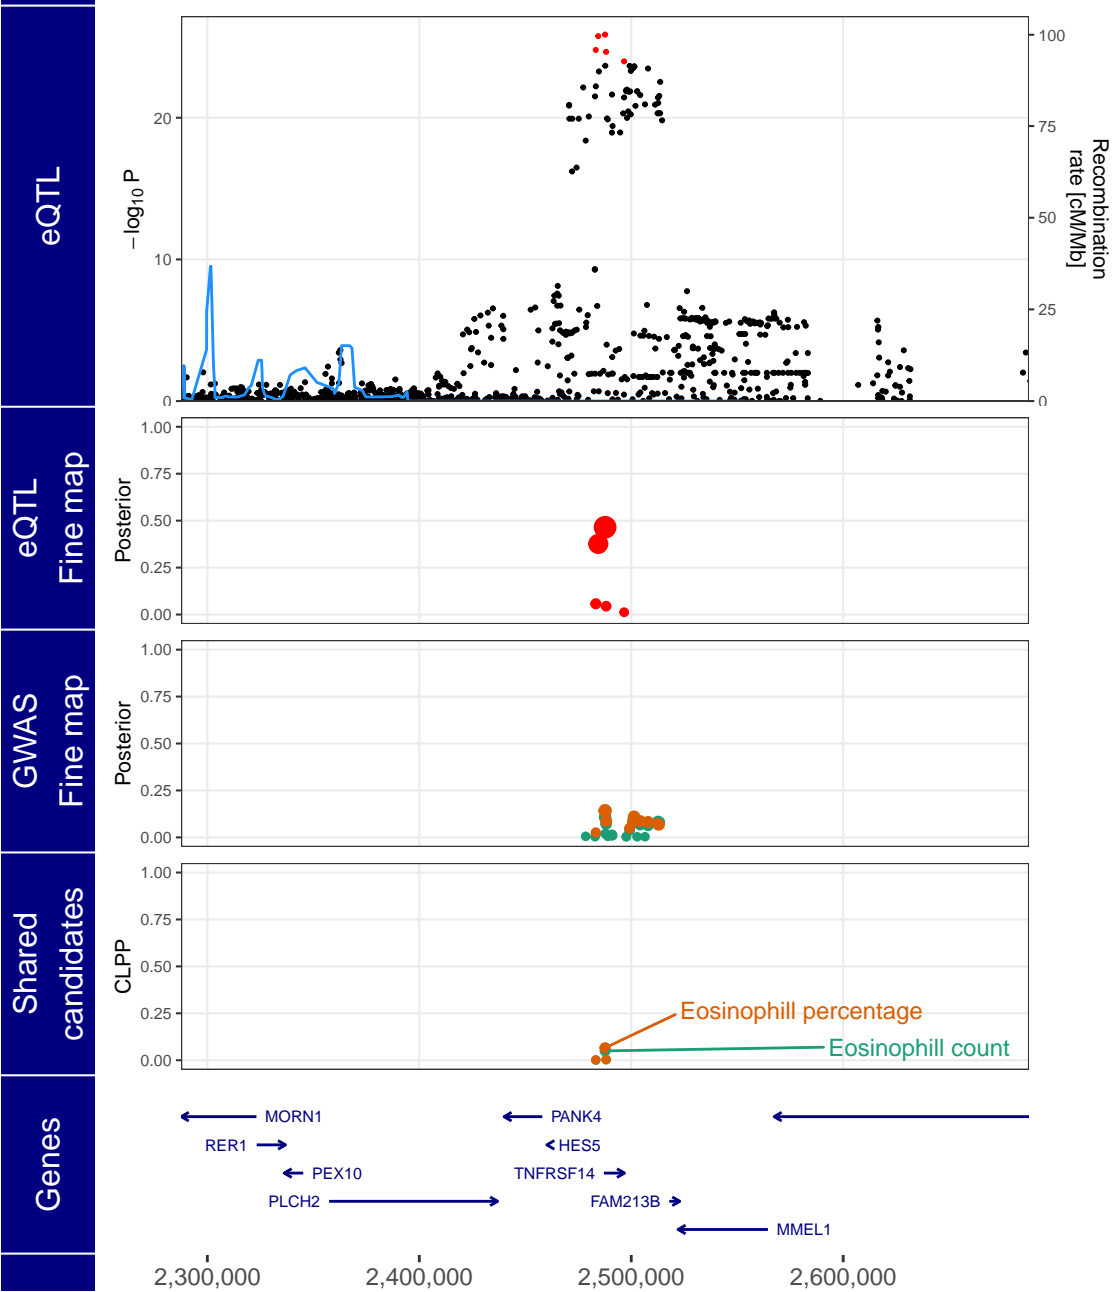 eQTL
−log10 P
0
10
20
0
25
50
75
100
Recombination
rate [cM/Mb]
eQTL
Fine map
Posterior
1.00
0.75
0.50
0.25
0.00
GWAS
Fine map
Posterior
1.00
0.75
0.50
0.25
0.00
Shared
candidates
CLPP
1.00
0.75
0.50
0.25
0.00
Eosinophill percentage
Eosinophill count
Genes
MORN1
PANK4
RER1
HES5
PEX10
TNFRSF14
PLCH2
FAM213B
MMEL1
2,300,000
2,400,000
2,500,000
2,600,000